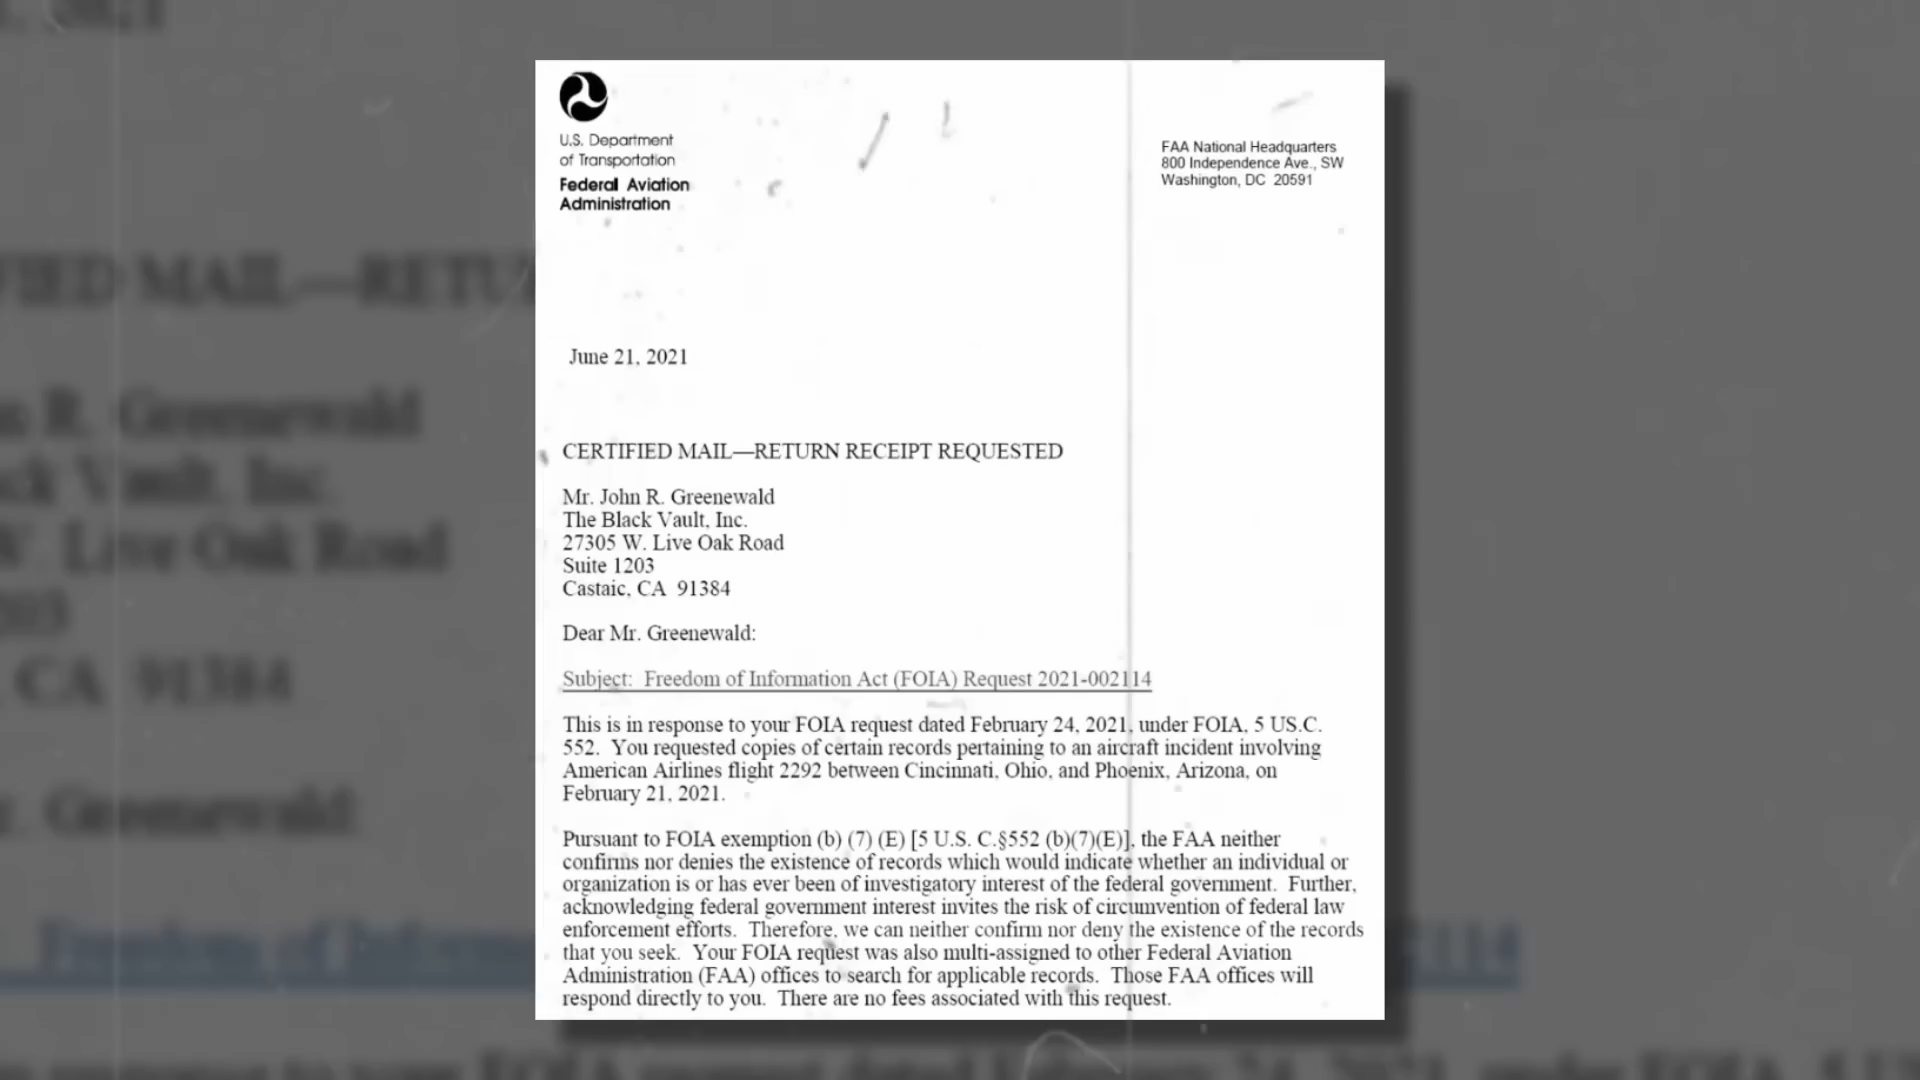 U.S. Department
of Transportation
Federal Aviation
Administration
FAA National Headquarters
800 Independence Ave., SW
Washington, DC 20591
June 21, 2021
CERTIFIED MAIL—RETURN RECEIPT REQUESTED
Mr. John R. Greenewald
The Black Vault, Inc.
27305 W. Live Oak Road
Suite 1203
Castaic, CA 91384
Dear Mr. Greenewald:
Subject: Freedom of Information Act (FOIA) Request 2021-002114
This is in response to your FOIA request dated February 24, 2021, under FOIA, 5 US.C.
552. You requested copies of certain records pertaining to an aircraft incident involving
American Airlines flight 2292 between Cincinnati, Ohio, and Phoenix, Arizona, on
February 21, 2021.
Pursuant to FOIA exemption (b) (7) (E) [5 U.S. C.§552 (b)(7)(E)], the FAA neither
confirms nor denies the existence of records which would indicate whether an individual or
organization is or has ever been of investigatory interest of the federal government. Further,
acknowledging federal government interest invites the risk of circumvention of federal law
enforcement efforts. Therefore, we can neither confirm nor deny the existence of the records
that you seek. Your FOIA request was also multi-assigned to other Federal Aviation
Administration (FAA) offices to search for applicable records. Those FAA offices will
respond directly to you. There are no fees associated with this request.